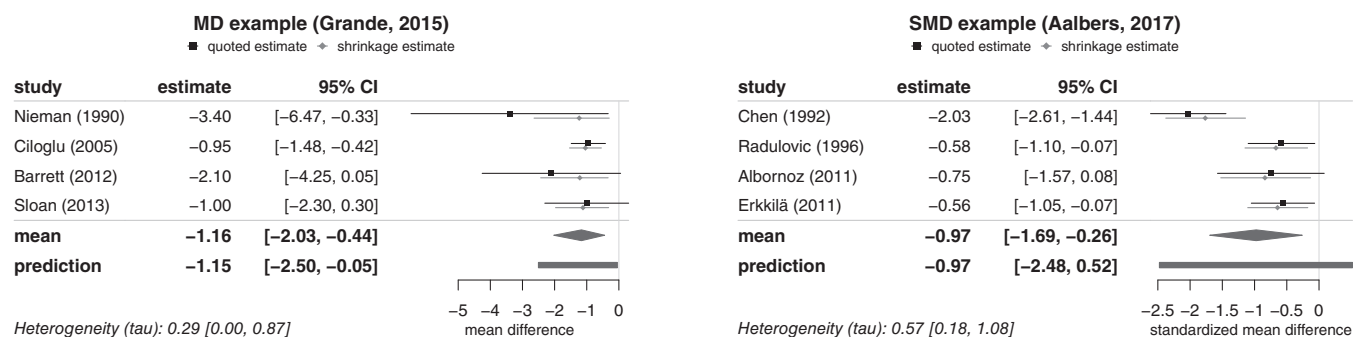 MD example (Grande, 2015)
quoted estimate shrinkage estimate
study estimate 95% CI
Nieman (1990) −3.40 [−6.47, −0.33]
Ciloglu (2005) −0.95 [−1.48, −0.42]
Barrett (2012) −2.10 [−4.25, 0.05]
Sloan (2013) −1.00 [−2.30, 0.30]
mean −1.16 [−2.03, −0.44]
prediction −1.15 [−2.50, −0.05]
−5 −4 −3 −2 −1 0
Heterogeneity (tau): 0.29 [0.00, 0.87] mean difference
SMD example (Aalbers, 2017)
quoted estimate shrinkage estimate
study estimate 95% CI
Chen (1992) −2.03 [−2.61, −1.44]
Radulovic (1996) −0.58 [−1.10, −0.07]
Albornoz (2011) −0.75 [−1.57, 0.08]
Erkkilä (2011) −0.56 [−1.05, −0.07]
mean −0.97 [−1.69, −0.26]
prediction −0.97 [−2.48, 0.52]
−2.5 −2 −1.5 −1 −0.5 0
Heterogeneity (tau): 0.57 [0.18, 1.08] standardized mean difference